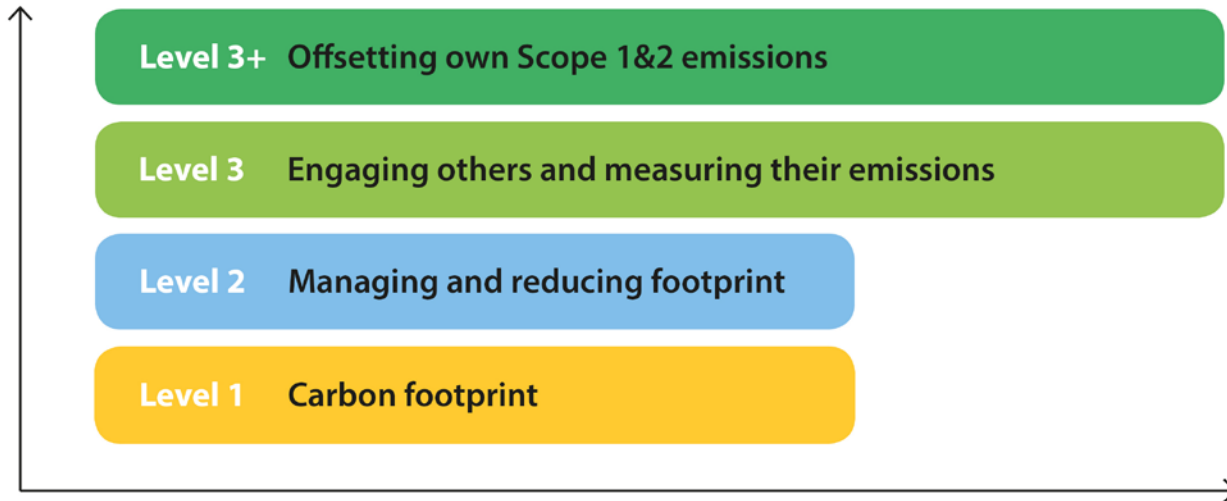 Level 3+ Offsetting own Scope 1&2 emissions
Level 3 Engaging others and measuring their emissions
Level 2 Managing and reducing footprint
Level 1 Carbon footprint